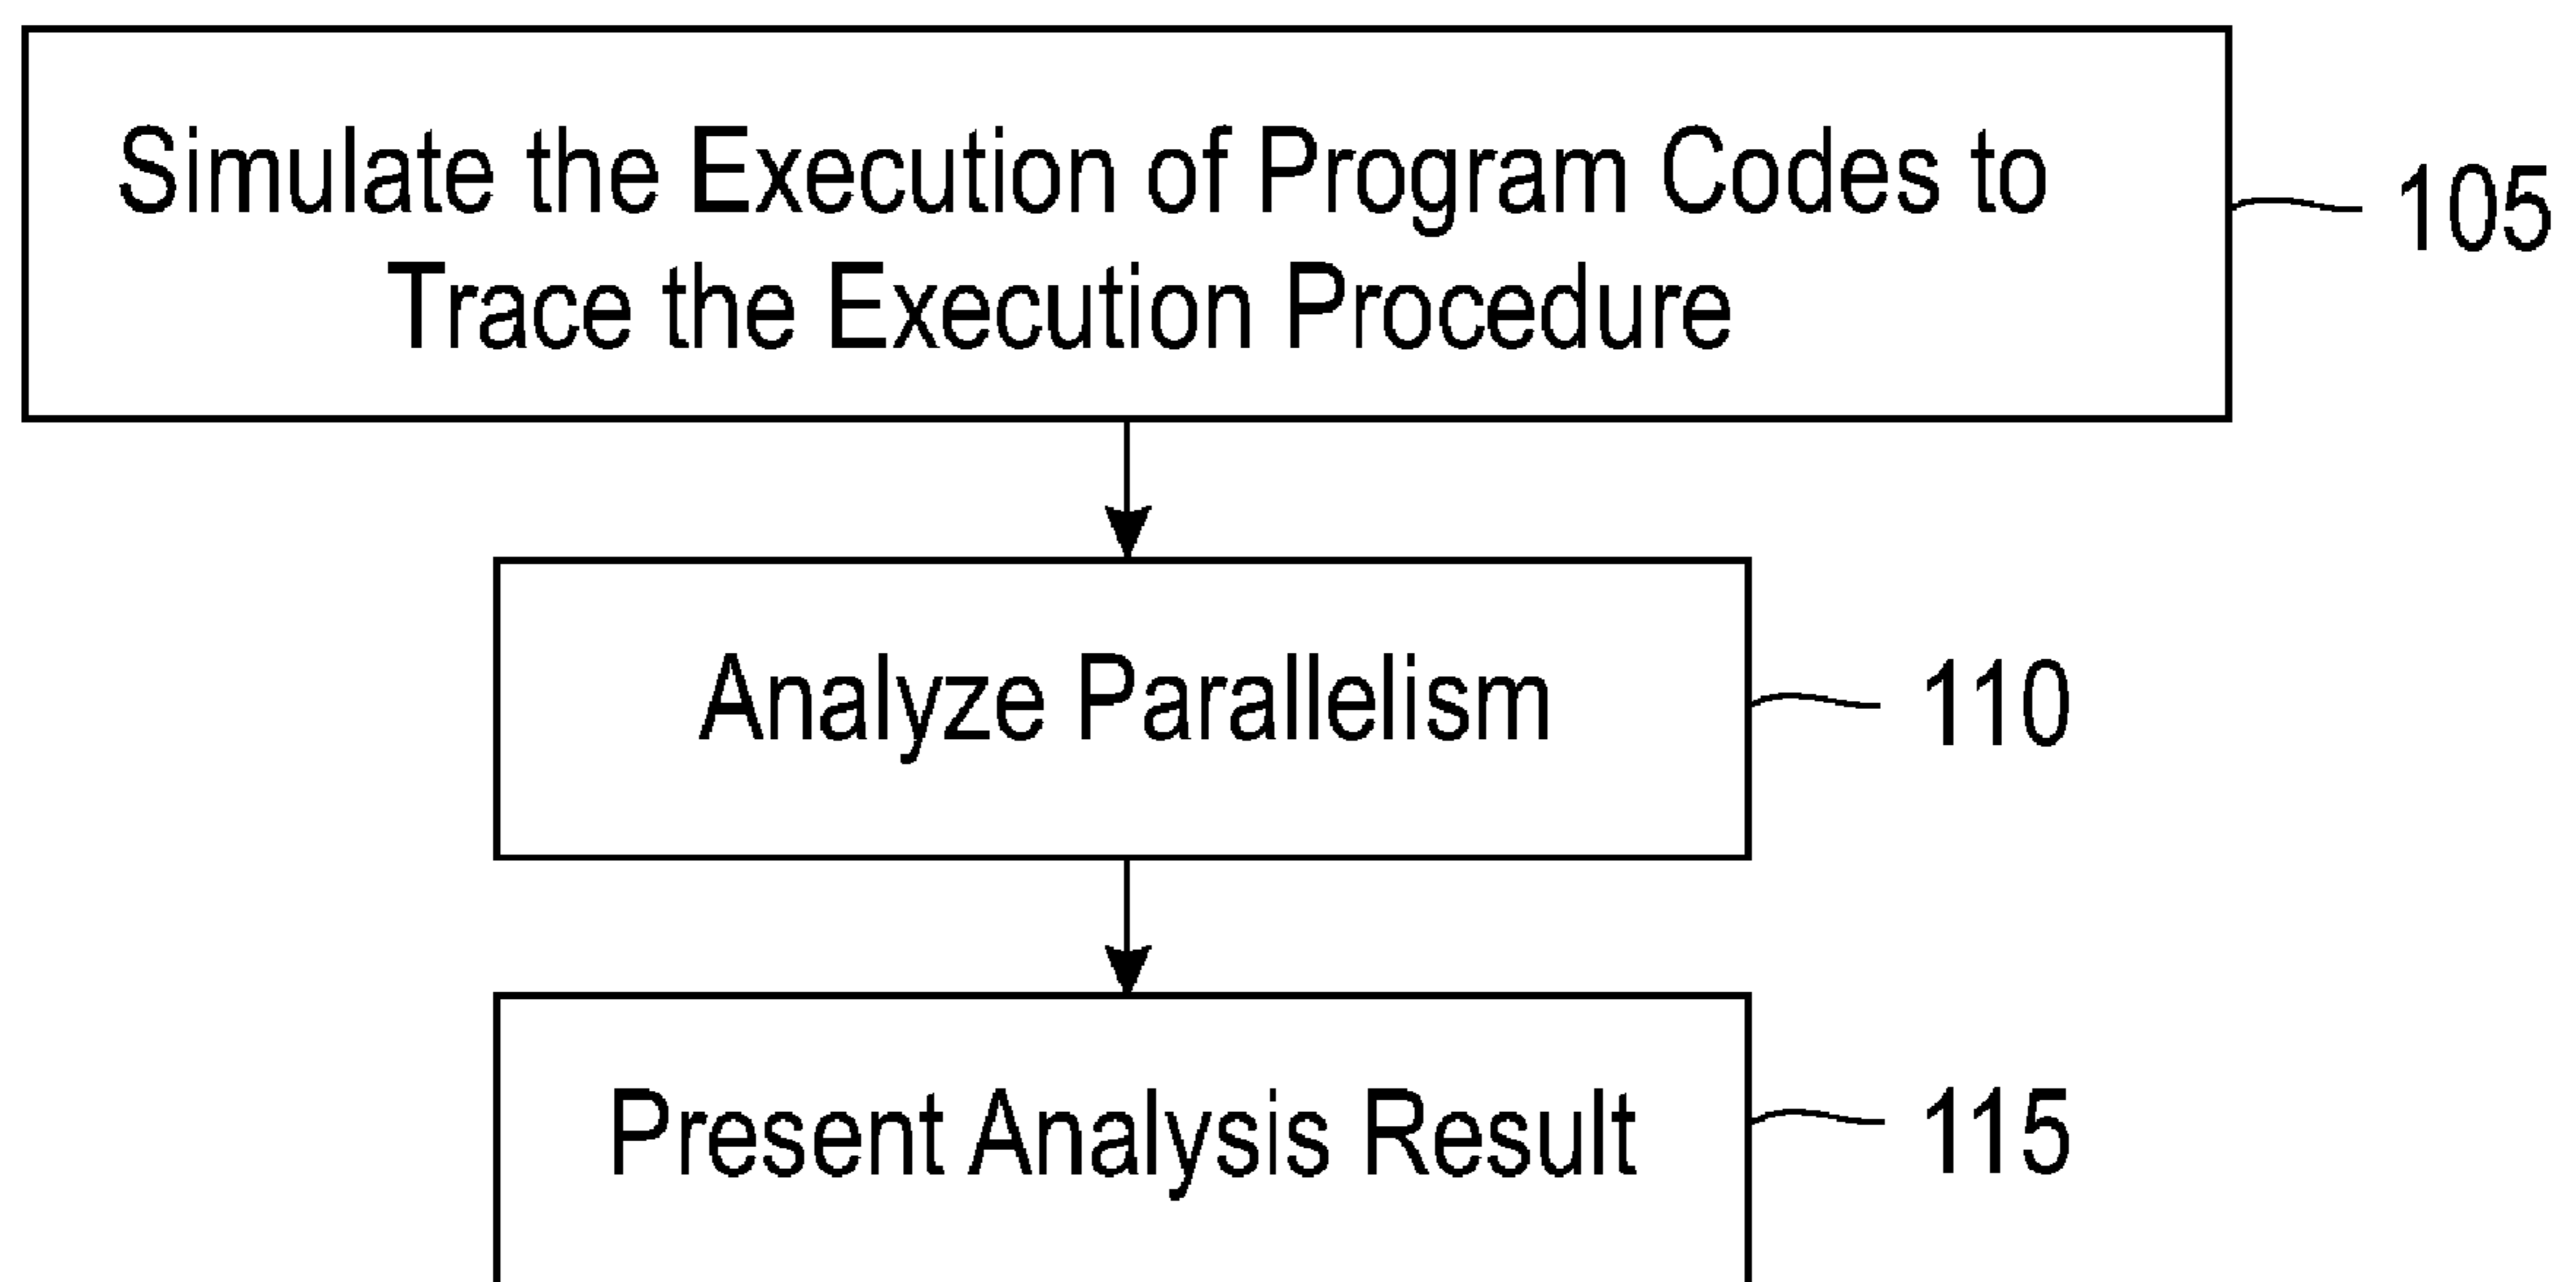 Simulate the Execution of Program Codes to
Trace the Execution Procedure
105
Analyze Parallelism
110
Present Analysis Result
115